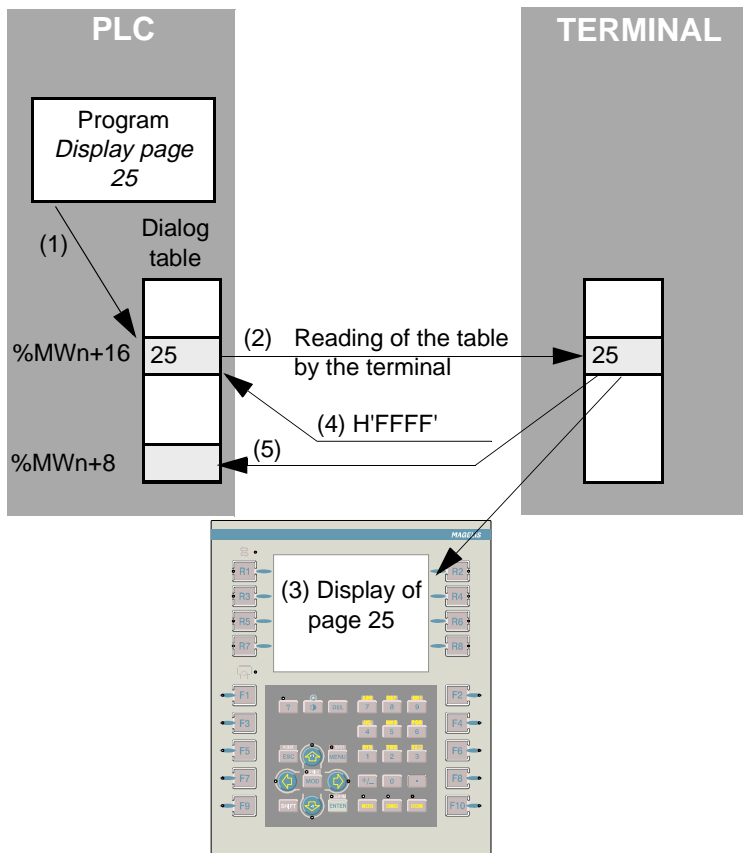 PLC
TERMINAL
Program
Display page
25
(1)
Dialog
table
%MWn+16
25
(2) Reading of the table
by the terminal
25
(4) H'FFFF'
%MWn+8
(5)
MAGELIS
R1
R2
(3) Display of
page 25
R3
R4
R5
R6
R7
R8
F1
F2
? DEL 7 8 9
F3
F4
4 5 6
F5
F6
ESC MENU 1 2 3
F7
F8
MOD +/_ 0 .
F9
F10
SHIFT ENTER